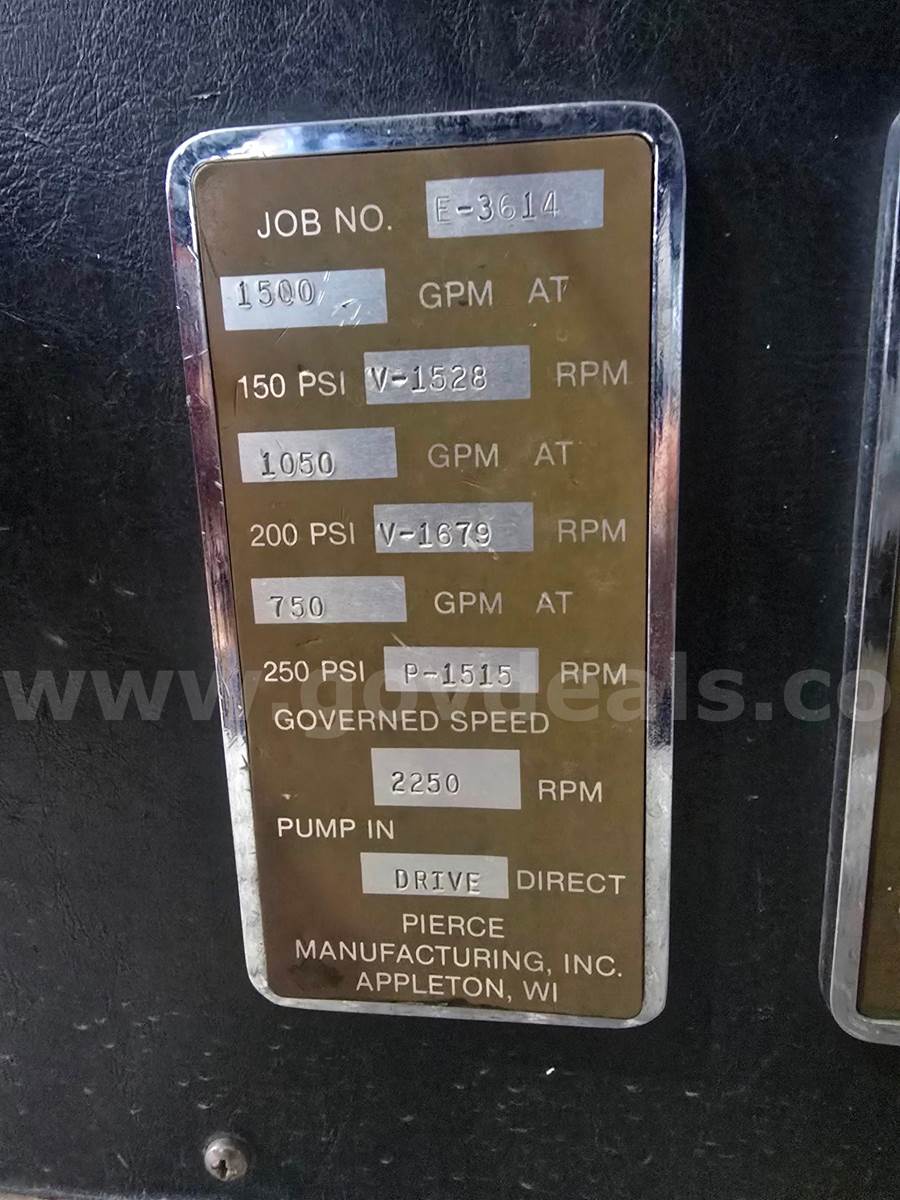 JOB NO. E-3614
1500 GPM AT
150 PSI V-1528 RPM
1050 GPM AT
200 PSI V-1679 RPM
750 GPM AT
250 PSI P-1515 RPM
www.govdeals.co
GOVERNED SPEED
2250 RPM
PUMP IN
DRIVE DIRECT
PIERCE
MANUFACTURING, INC.
APPLETON, WI